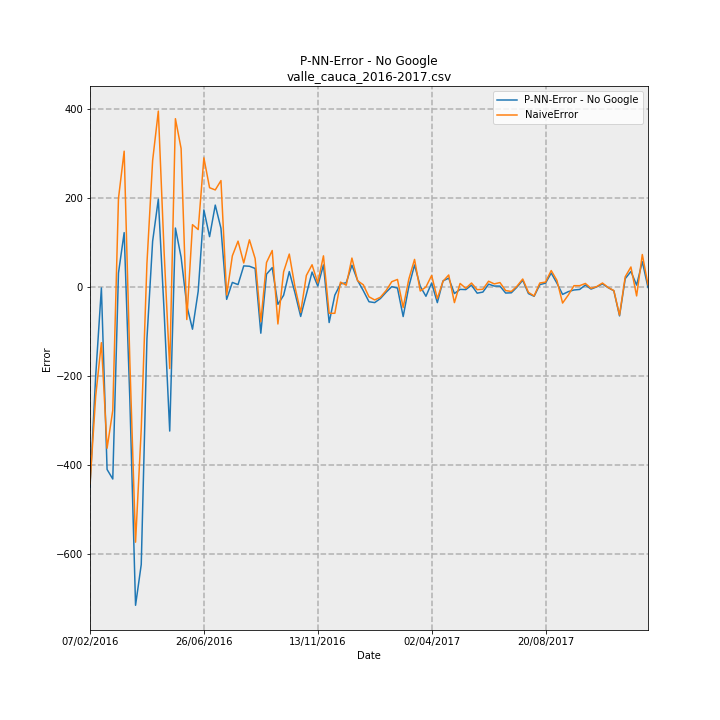 P-NN-Error - No Google
valle_cauca_2016-2017.csv
P-NN-Error - No Google
NaiveError
400
200
0
−200
−400
−600
Error
07/02/2016
26/06/2016
13/11/2016
02/04/2017
20/08/2017
Date